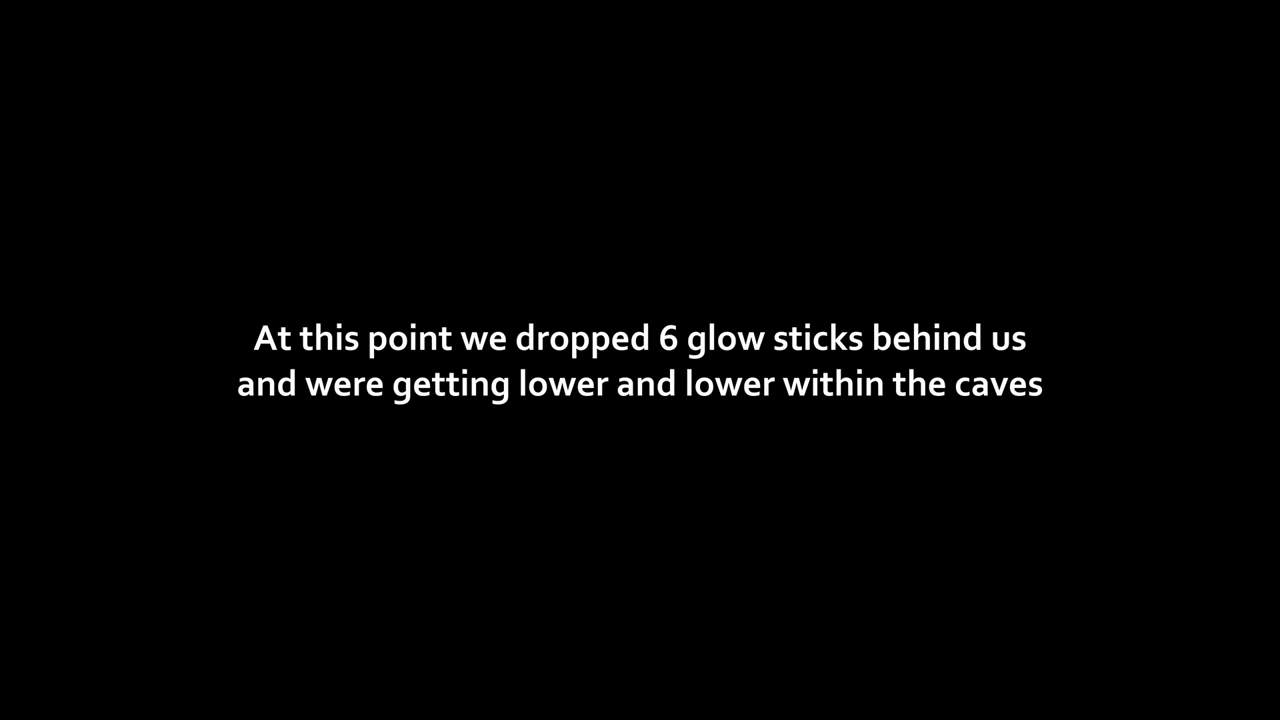 At this point we dropped 6 glow sticks behind us
and were getting lower and lower within the caves